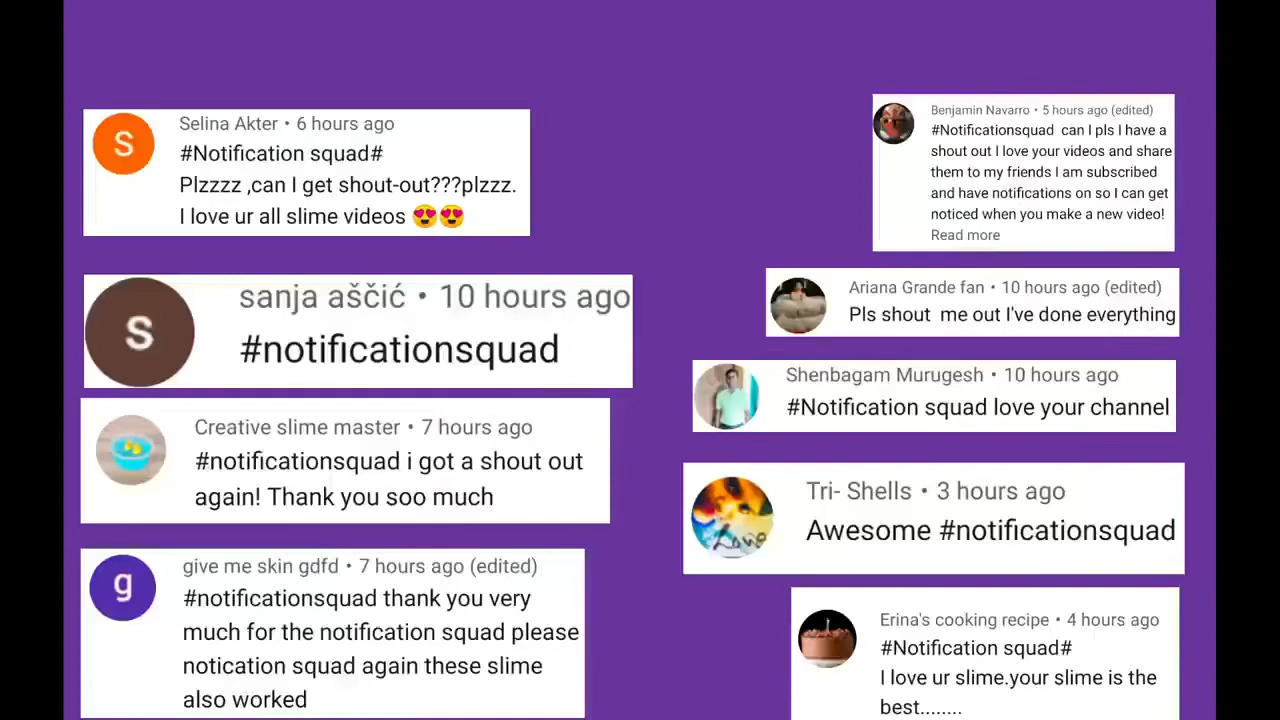 S
Selina Akter • 6 hours ago
#Notification squad#
Plzzzz ,can I get shout-out???plzzz.
I love ur all slime videos 😍😍
s
sanja aščić • 10 hours ago
#notificationsquad
Creative slime master • 7 hours ago
#notificationsquad i got a shout out
again! Thank you soo much
g
give me skin gdfd • 7 hours ago (edited)
#notificationsquad thank you very
much for the notification squad please
notication squad again these slime
also worked
Benjamin Navarro • 5 hours ago (edited)
#Notificationsquad can I pls I have a
shout out I love your videos and share
them to my friends I am subscribed
and have notifications on so I can get
noticed when you make a new video!
Read more
Ariana Grande fan • 10 hours ago (edited)
Pls shout me out I've done everything
Shenbagam Murugesh • 10 hours ago
#Notification squad love your channel
Tri- Shells • 3 hours ago
Awesome #notificationsquad
Love
Erina's cooking recipe • 4 hours ago
#Notification squad#
I love ur slime.your slime is the
best........